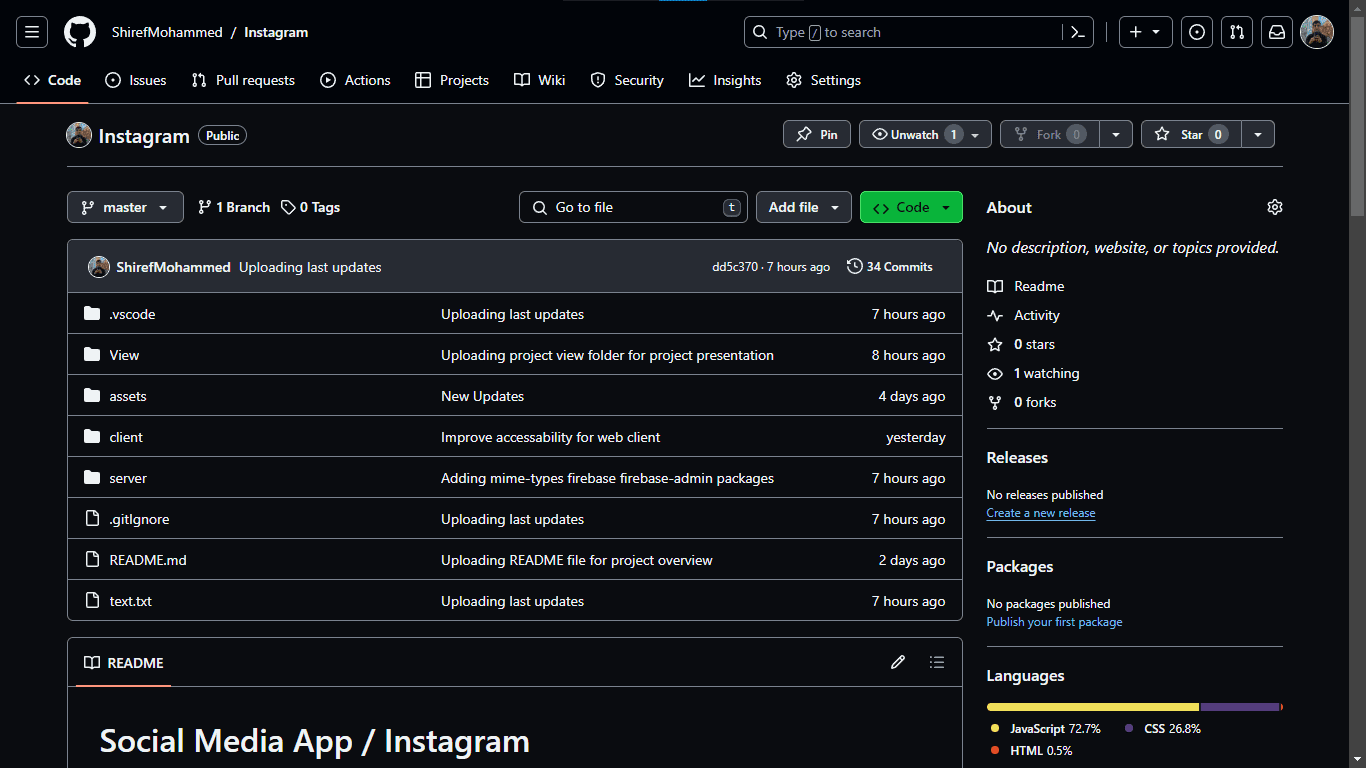 ShirefMohammed / Instagram
Type / to search
Code Issues Pull requests Actions Projects Wiki Security Insights Settings
Instagram Public
Pin Unwatch 1 Fork 0 Star 0
master 1 Branch 0 Tags Go to file t Add file Code
ShirefMohammed Uploading last updates dd5c370 · 7 hours ago 34 Commits
.vscode Uploading last updates 7 hours ago
View Uploading project view folder for project presentation 8 hours ago
assets New Updates 4 days ago
client Improve accessability for web client yesterday
server Adding mime-types firebase firebase-admin packages 7 hours ago
.gitIgnore Uploading last updates 7 hours ago
README.md Uploading README file for project overview 2 days ago
text.txt Uploading last updates 7 hours ago
README
Social Media App / Instagram
About
No description, website, or topics provided.
Readme
Activity
0 stars
1 watching
0 forks
Releases
No releases published
Create a new release
Packages
No packages published
Publish your first package
Languages
JavaScript 72.7% CSS 26.8%
HTML 0.5%